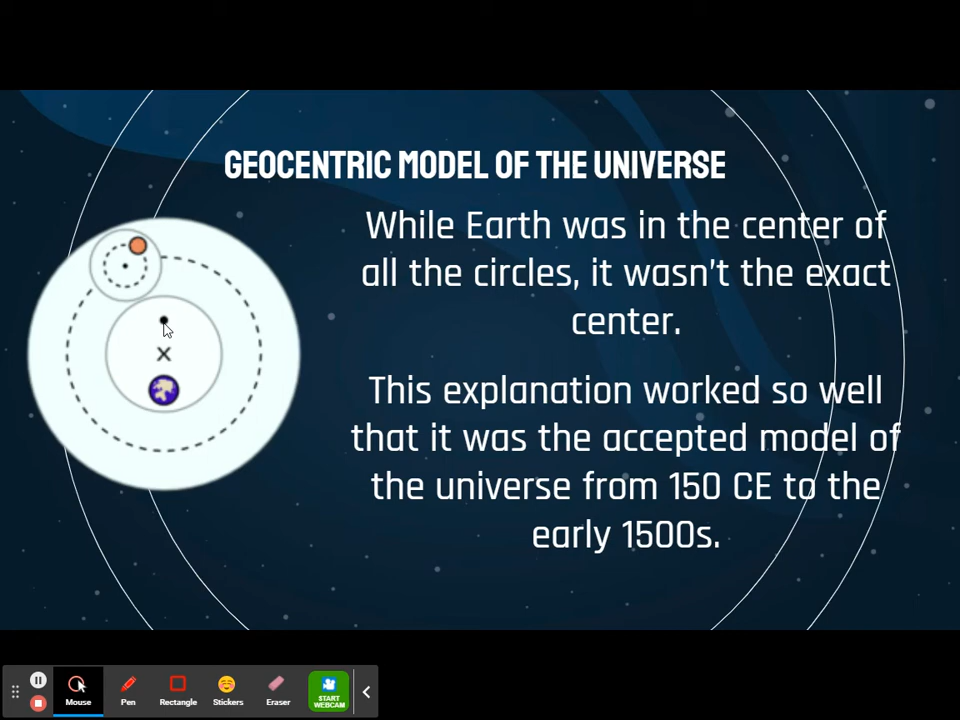 GEOCENTRIC MODEL OF THE UNIVERSE
While Earth was in the center of
all the circles, it wasn't the exact
center.
This explanation worked so well
that it was the accepted model of
the universe from 150 CE to the
early 1500s.
Mouse
Pen
Rectangle
Stickers
Eraser
START
WEBCAM